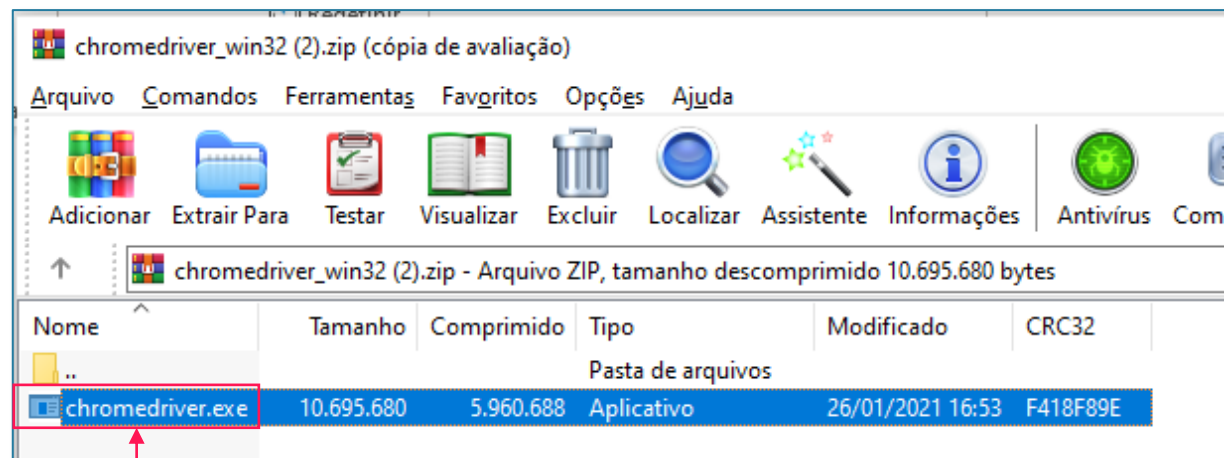 Redefinir
chromedriver_win32 (2).zip (cópia de avaliação)
Arquivo Comandos Ferramentas Favoritos Opções Ajuda
Adicionar Extrair Para Testar Visualizar Excluir Localizar Assistente Informações Antivírus Com
chromedriver_win32 (2).zip - Arquivo ZIP, tamanho descomprimido 10.695.680 bytes
Nome Tamanho Comprimido Tipo Modificado CRC32
.. Pasta de arquivos
chromedriver.exe 10.695.680 5.960.688 Aplicativo 26/01/2021 16:53 F418F89E